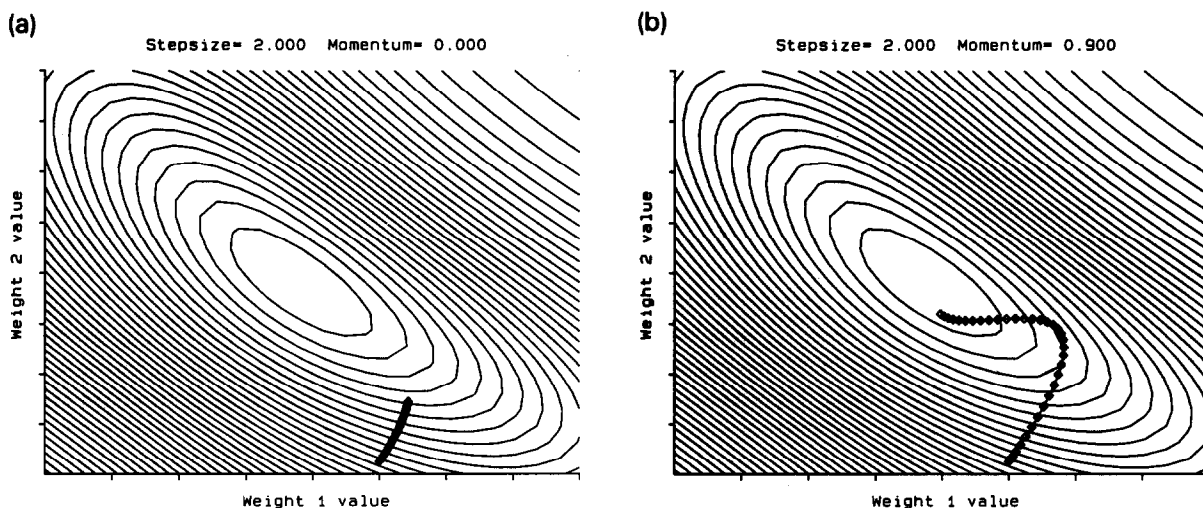 (a)
Stepsize= 2.000 Momentum= 0.000
Weight 2 value
Weight 1 value
(b)
Stepsize= 2.000 Momentum= 0.900
Weight 2 value
Weight 1 value